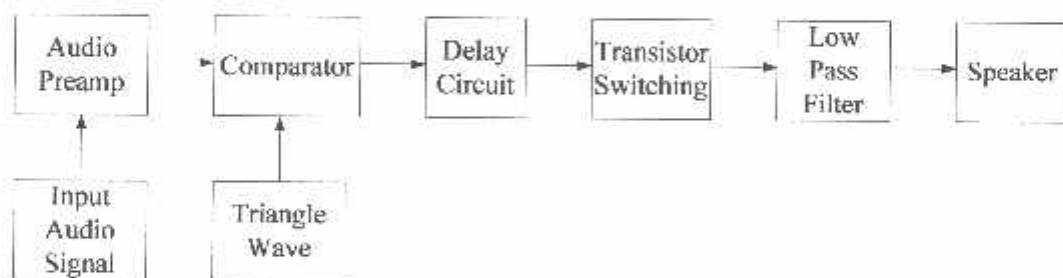 Audio
Preamp
Comparator
Delay
Circuit
Transistor
Switching
Low
Pass
Filter
Speaker
Input
Audio
Signal
Triangle
Wave